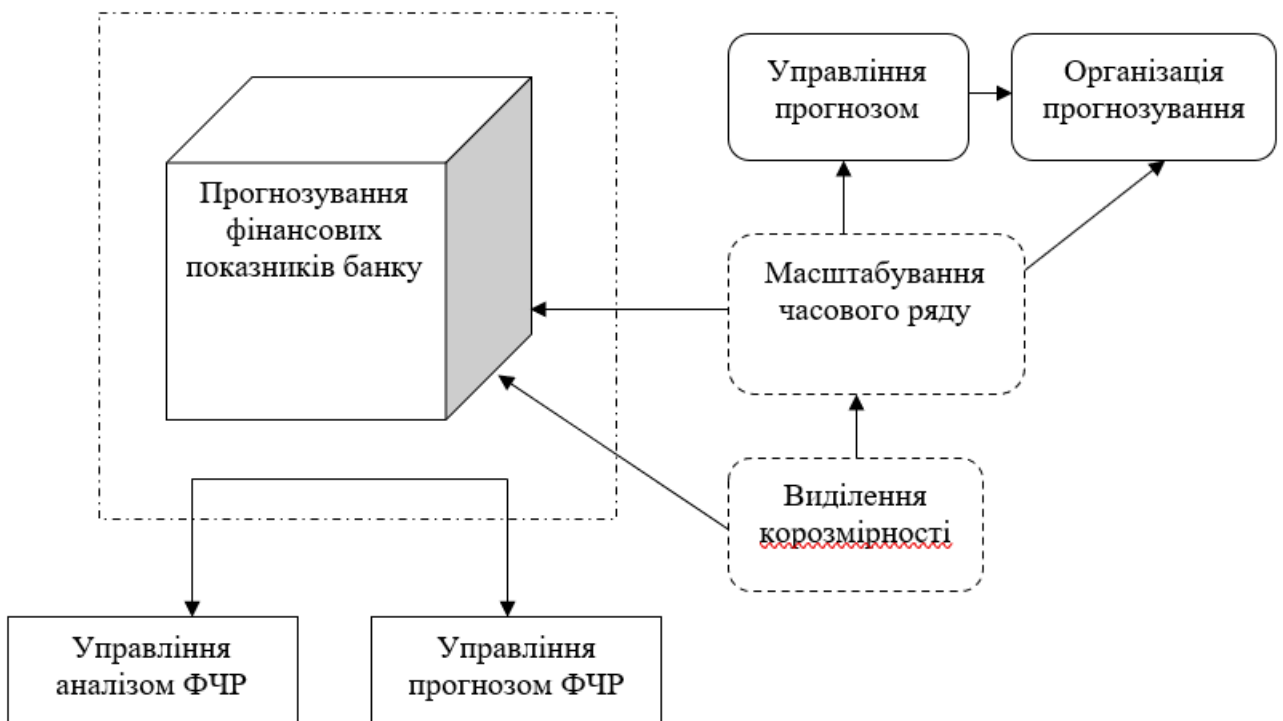 Прогнозування
фінансових
показників банку
Управління
прогнозом
Організація
прогнозування
Масштабування
часового ряду
Виділення
корозмірності
Управління
аналізом ФЧР
Управління
прогнозом ФЧР